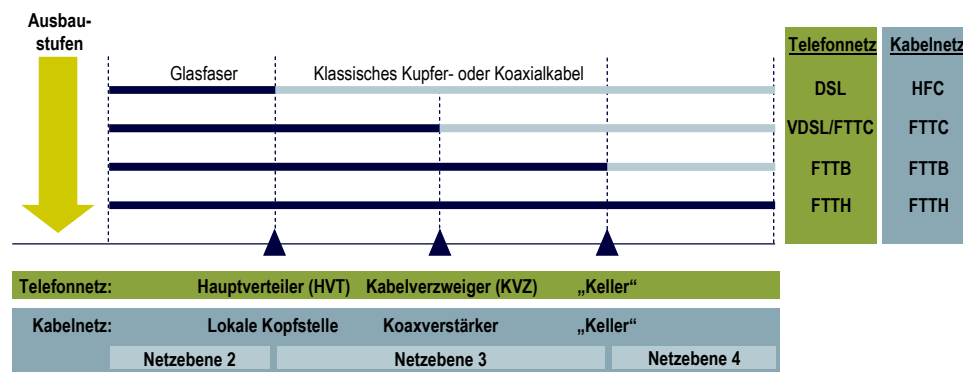 Ausbau-
stufen
Glasfaser
Klassisches Kupfer- oder Koaxialkabel
Telefonnetz Kabelnetz
DSL HFC
VDSL/FTTC FTTC
FTTB FTTB
FTTH FTTH
Telefonnetz: Hauptverteiler (HVT) Kabelverzweiger (KVZ) „Keller“
Kabelnetz: Lokale Kopfstelle Koaxverstärker „Keller“
Netzebene 2 Netzebene 3 Netzebene 4